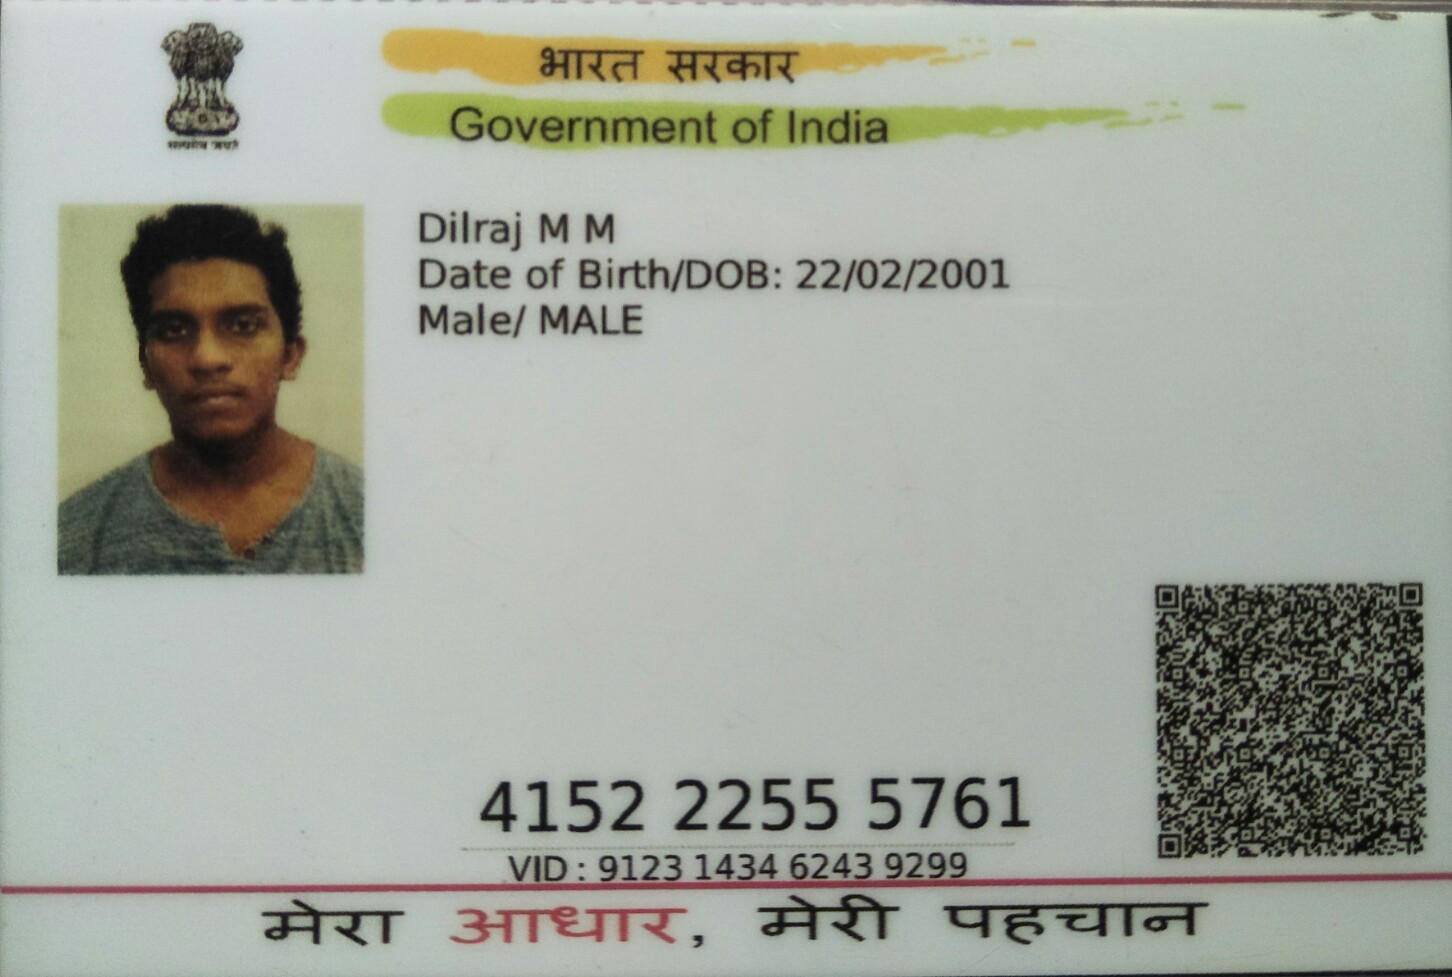 भारत सरकार
Government of India
सत्यमेव जयते
Dilraj M M
Date of Birth/DOB: 22/02/2001
Male/ MALE
4152 2255 5761
VID : 9123 1434 6243 9299
मेरा आधार, मेरी पहचान